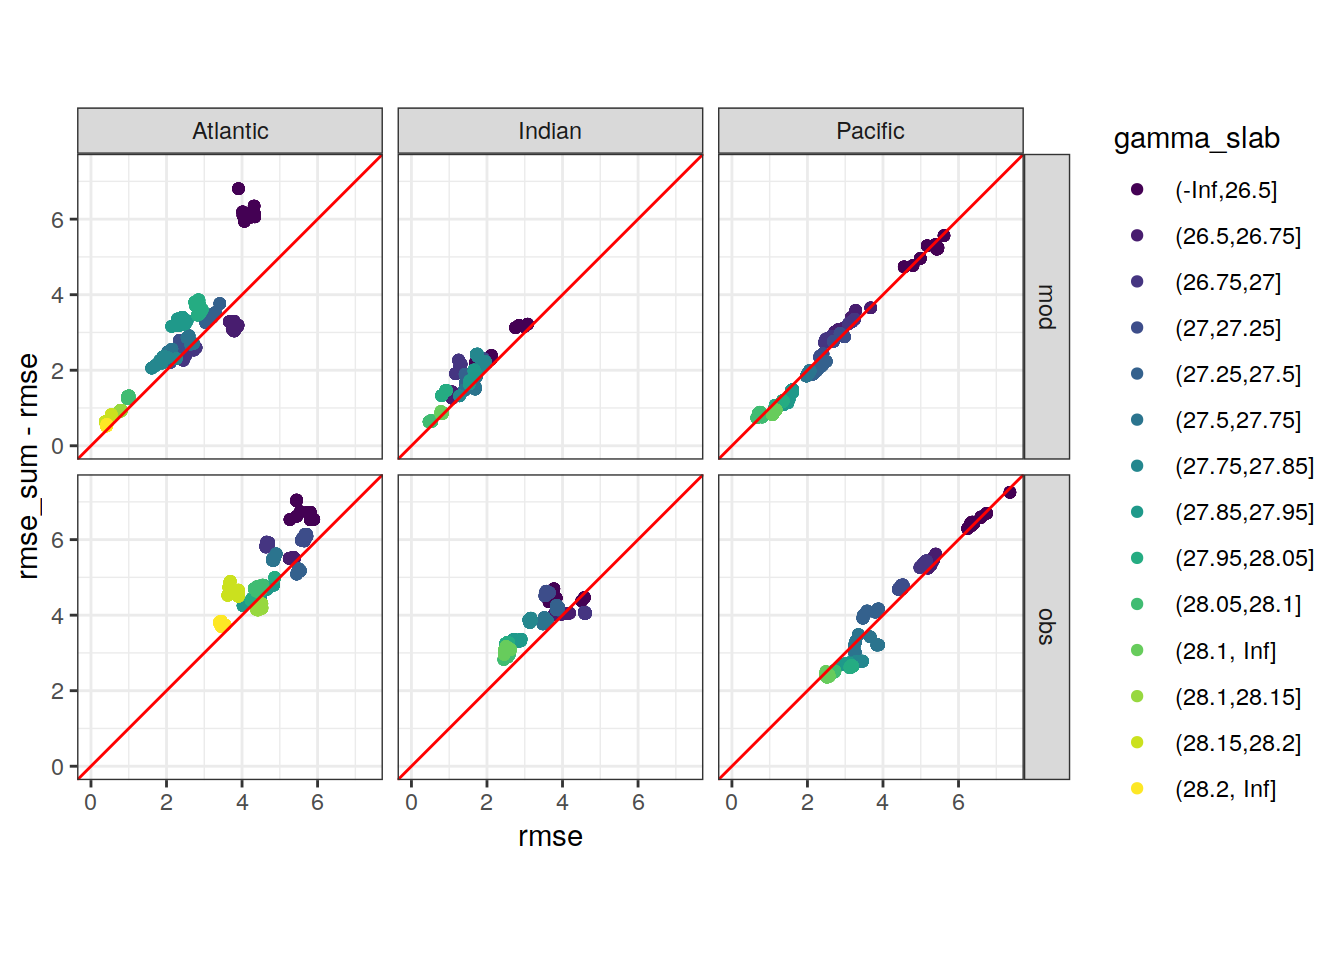 Atlantic
Indian
Pacific
mod
obs
6
4
2
0
6
4
2
0
0
2
4
6
0
2
4
6
0
2
4
6
rmse_sum - rmse
rmse
gamma_slab
(-Inf,26.5]
(26.5,26.75]
(26.75,27]
(27,27.25]
(27.25,27.5]
(27.5,27.75]
(27.75,27.85]
(27.85,27.95]
(27.95,28.05]
(28.05,28.1]
(28.1, Inf]
(28.1,28.15]
(28.15,28.2]
(28.2, Inf]